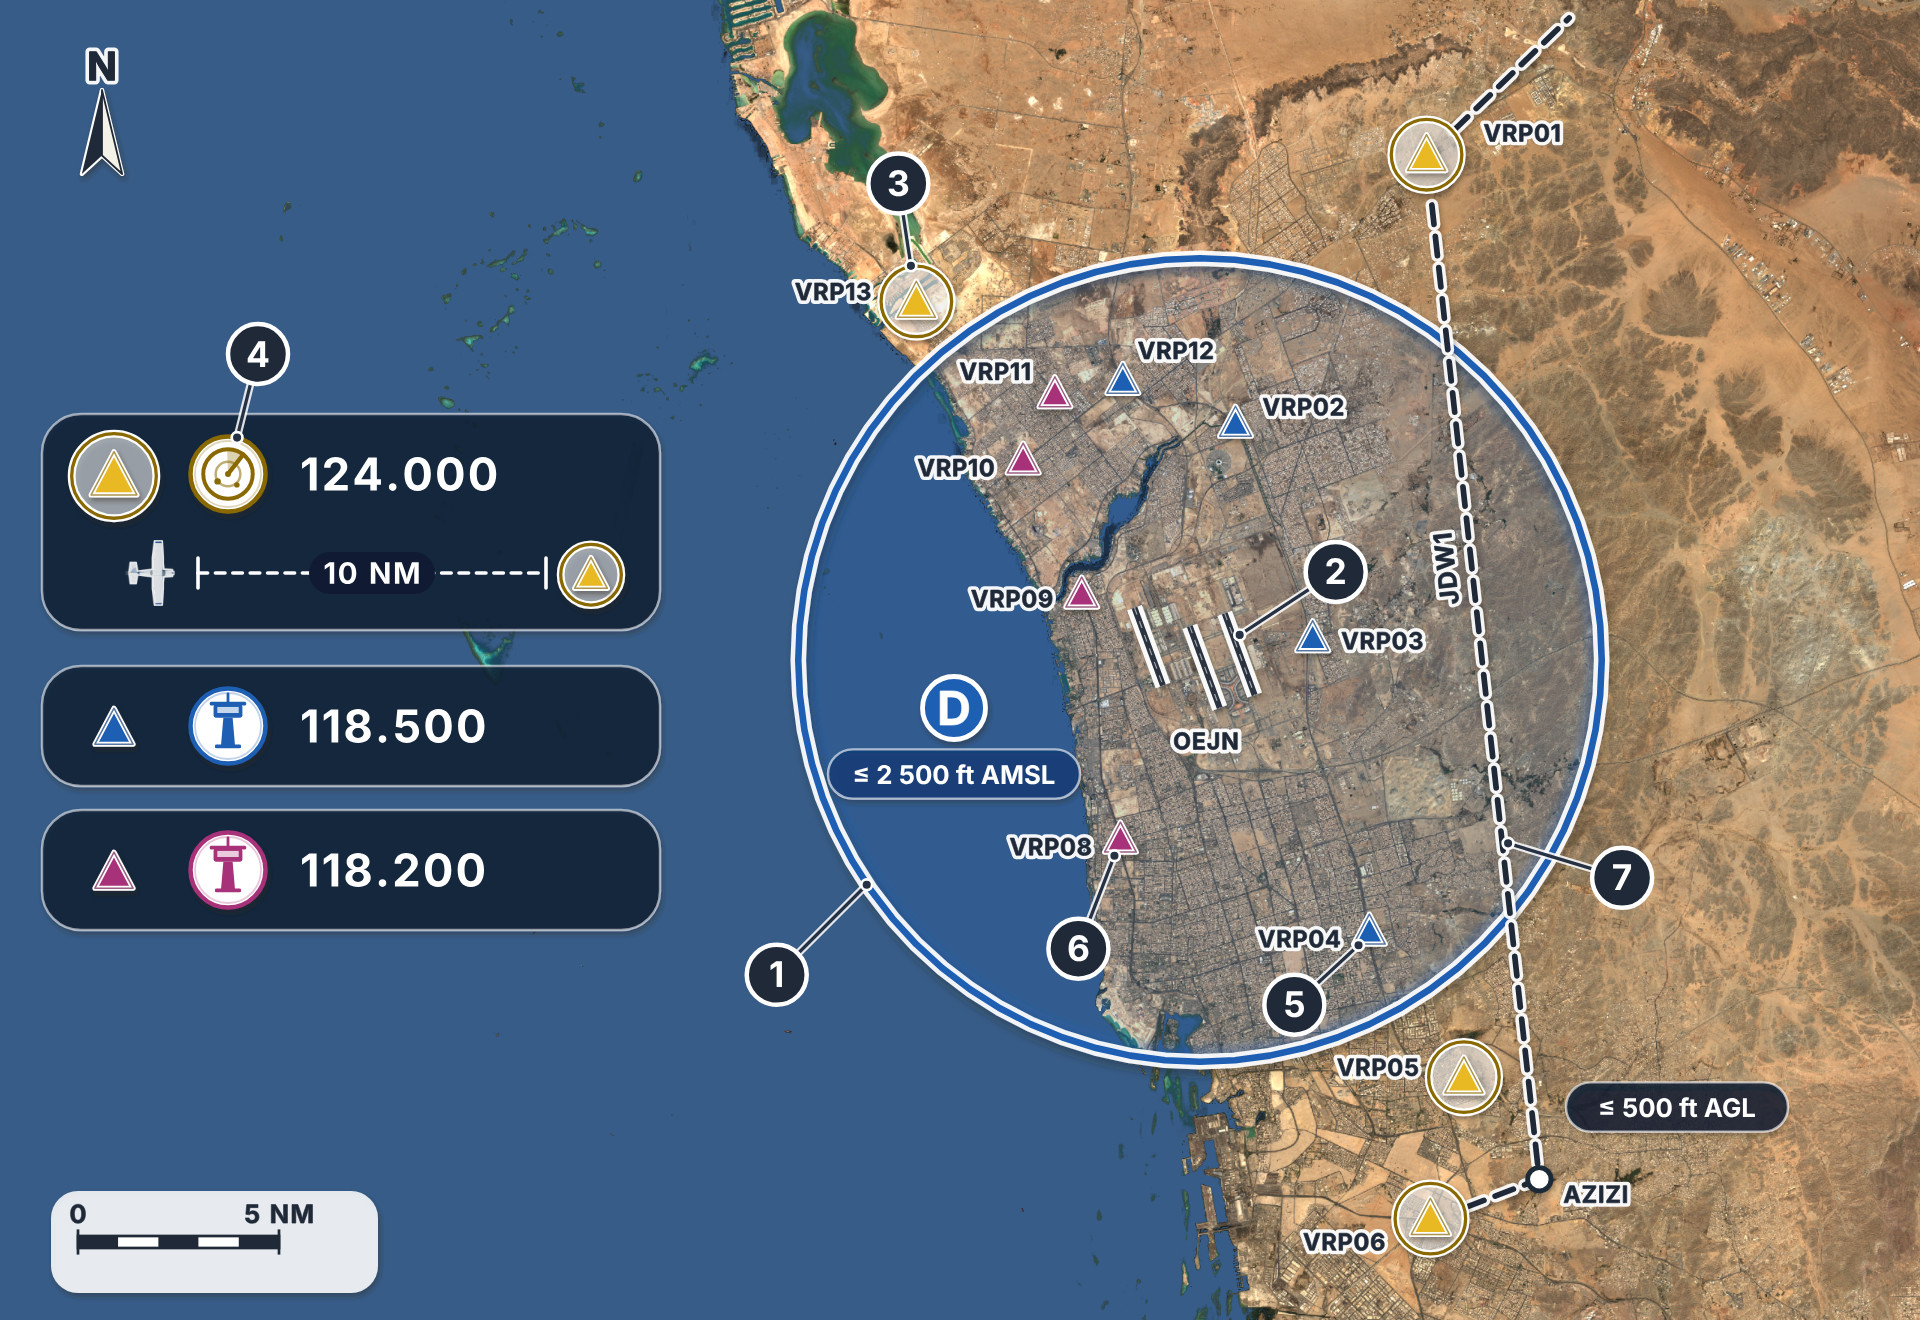 N
VRP01
3
VRP13
4
VRP12
VRP11
VRP02
124.000
VRP10
10 NM
JDW1
2
VRP09
VRP03
D
118.500
OEJN
≤ 2 500 ft AMSL
VRP08
118.200
7
6
VRP04
1
5
VRP05
≤ 500 ft AGL
AZIZI
0 5 NM
VRP06